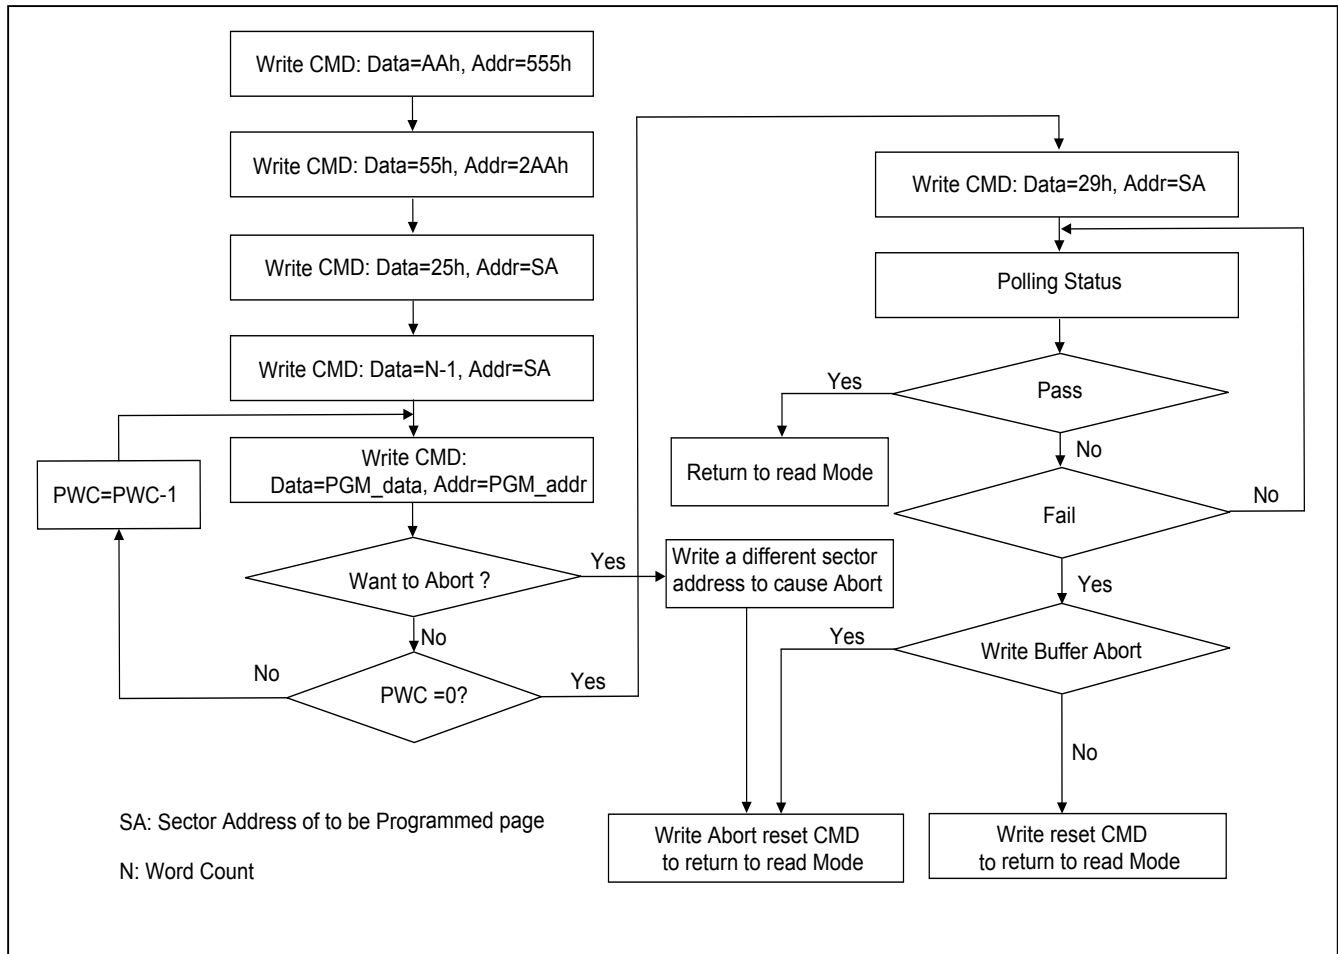 Write CMD: Data=AAh, Addr=555h
Write CMD: Data=55h, Addr=2AAh
Write CMD: Data=25h, Addr=SA
Write CMD: Data=N-1, Addr=SA
Write CMD:
Data=PGM_data, Addr=PGM_addr
PWC=PWC-1
Want to Abort ?
Yes
No
Write a different sector
address to cause Abort
PWC =0?
No
Yes
Write CMD: Data=29h, Addr=SA
Polling Status
Pass
Yes
No
Return to read Mode
Fail
No
Yes
Write Buffer Abort
Yes
No
Write Abort reset CMD
to return to read Mode
Write reset CMD
to return to read Mode
SA: Sector Address of to be Programmed page
N: Word Count